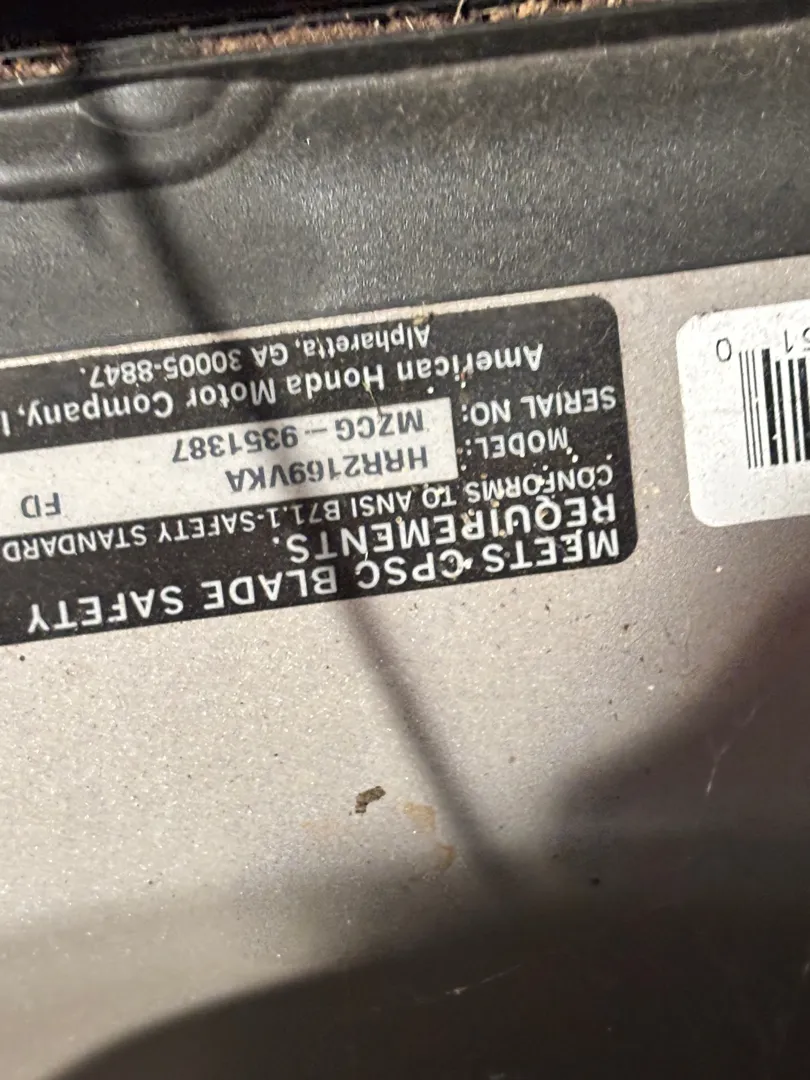 MEETS CPSC BLADE SAFETY
REQUIREMENTS.
CONFORMS TO ANSI B71.1-SAFETY STANDARD
MODEL: HRR2169VKA FD
SERIAL NO: MZCG-9351387
American Honda Motor Company,
Alpharetta, GA 30005-8847.
0